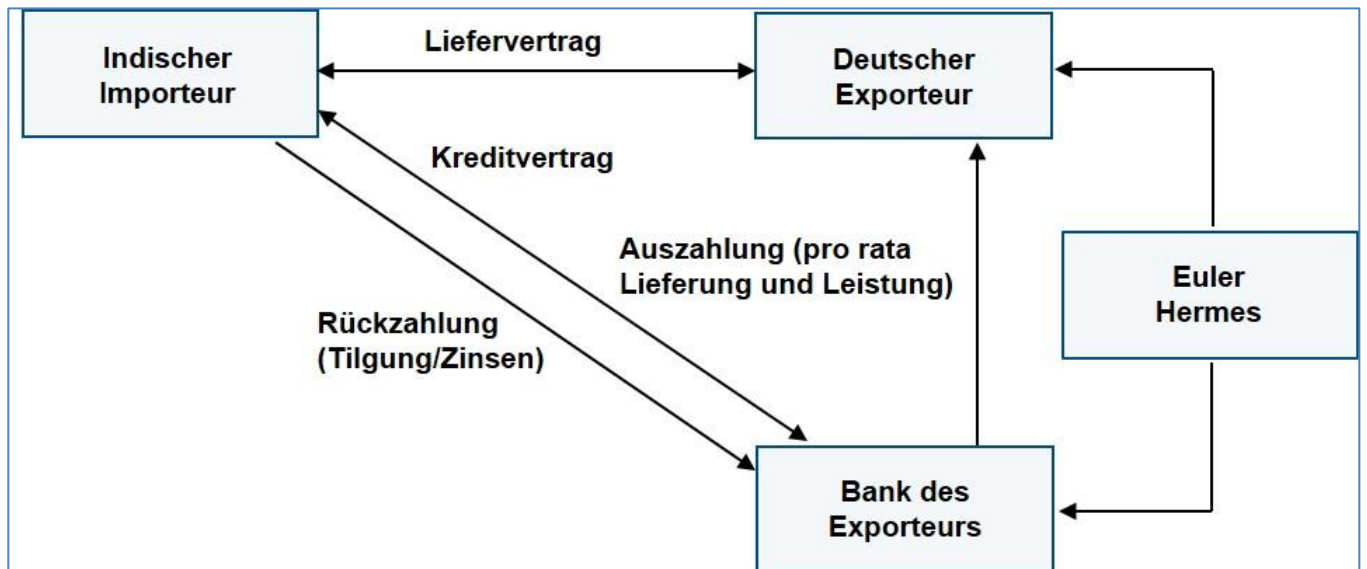 Indischer
Importeur
Liefervertrag
Deutscher
Exporteur
Kreditvertrag
Auszahlung (pro rata
Lieferung und Leistung)
Euler
Hermes
Rückzahlung
(Tilgung/Zinsen)
Bank des
Exporteurs